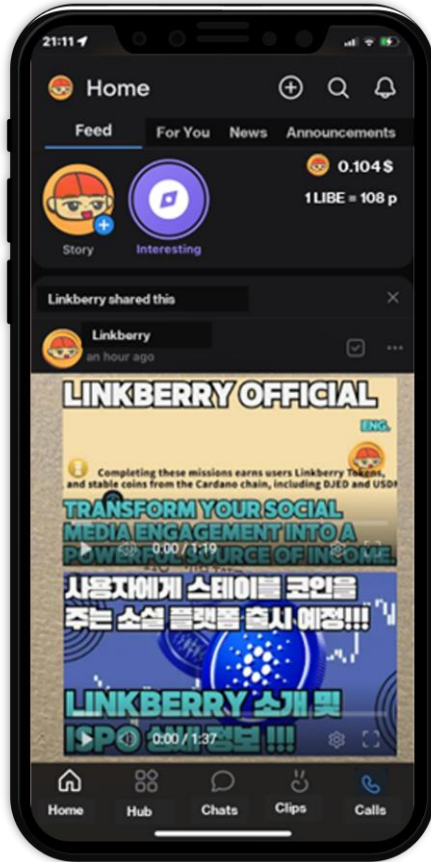 21:11
Home
Feed
For You
News
Announcements
0.104 $
1 LIBE = 108 p
Story
Interesting
Linkberry shared this
Linkberry
an hour ago
LINKBERRY OFFICIAL
ENG.
Completing these missions earns users Linkberry Tokens,
and stable coins from the Cardano chain, including DJED and USDM
TRANSFORM YOUR SOCIAL
MEDIA ENGAGEMENT INTO A
POWERFUL SOURCE OF INCOME.
0:00 / 1:19
사용자에게 스테이블 코인을
주는 소셜 플랫폼 출시 예정!!!
LINKBERRY 소개 및
ISPO 정보 !!!
0:00 / 1:37
Home
Hub
Chats
Clips
Calls